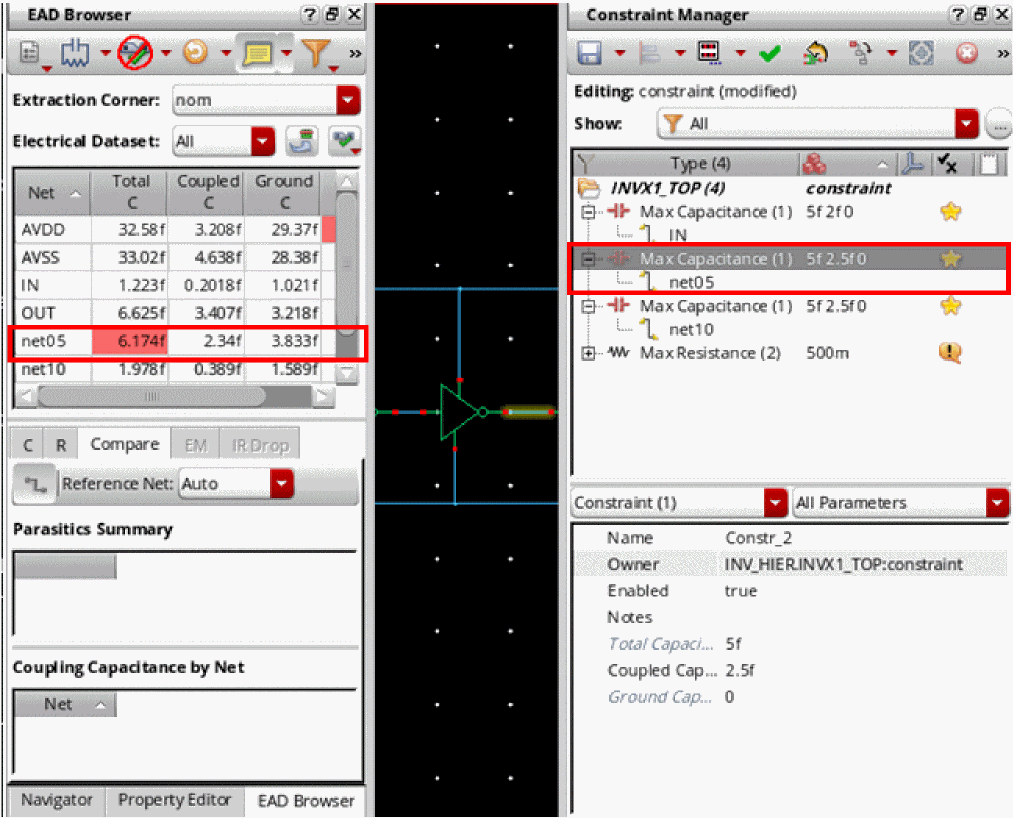 EAD Browser
Extraction Corner: nom
Electrical Dataset: All
Net Total C Coupled C Ground C
AVDD 32.58f 3.208f 29.37f
AVSS 33.02f 4.638f 28.38f
IN 1.223f 0.2018f 1.021f
OUT 6.625f 3.407f 3.218f
net05 6.174f 2.34f 3.833f
net10 1.978f 0.389f 1.589f
C R Compare EM IR Drop
Reference Net: Auto
Parasitics Summary
Coupling Capacitance by Net
Net
Navigator Property Editor EAD Browser
Constraint Manager
Editing: constraint (modified)
Show: All ...
Type (4)
INVX1_TOP (4) constraint
Max Capacitance (1) 5f 2f 0
IN
Max Capacitance (1) 5f 2.5f 0
net05
Max Capacitance (1) 5f 2.5f 0
net10
Max Resistance (2) 500m
Constraint (1) All Parameters
Name Constr_2
Owner INV_HIER.INVX1_TOP:constraint
Enabled true
Notes
Total Capaci... 5f
Coupled Cap... 2.5f
Ground Cap... 0